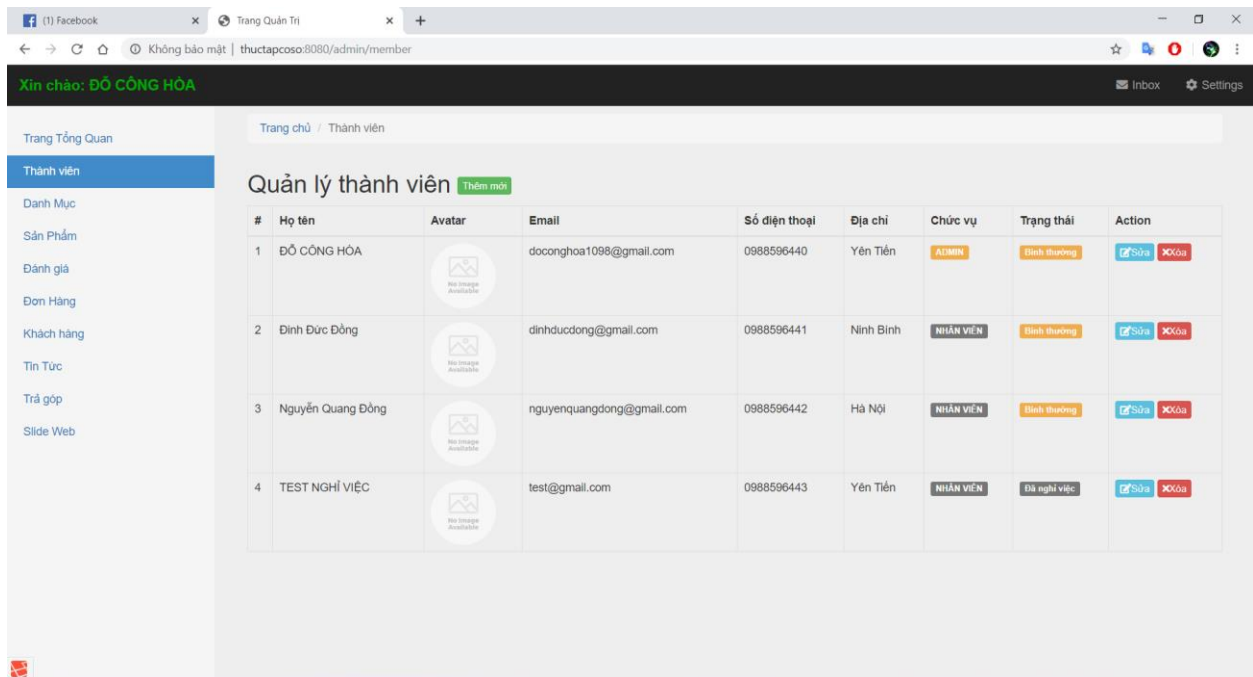 (1) Facebook
Trang Quản Trị
Không bảo mật | thuctapcoso:8080/admin/member
Xin chào: ĐỖ CÔNG HÒA
Inbox
Settings
Trang Tổng Quan
Thành viên
Danh Mục
Sản Phẩm
Đánh giá
Đơn Hàng
Khách hàng
Tin Tức
Trả góp
Slide Web
Trang chủ / Thành viên
Quản lý thành viên Thêm mới
# Họ tên Avatar Email Số điện thoại Địa chỉ Chức vụ Trạng thái Action
1 ĐỖ CÔNG HÒA doconghoa1098@gmail.com 0988596440 Yên Tiến ADMIN Bình thường Sửa Xóa
No Image
Available
2 Đinh Đức Đồng dinhducdong@gmail.com 0988596441 Ninh Bình NHÂN VIÊN Bình thường Sửa Xóa
No Image
Available
3 Nguyễn Quang Đồng nguyenquangdong@gmail.com 0988596442 Hà Nội NHÂN VIÊN Bình thường Sửa Xóa
No Image
Available
4 TEST NGHỈ VIỆC test@gmail.com 0988596443 Yên Tiến NHÂN VIÊN Đã nghỉ việc Sửa Xóa
No Image
Available